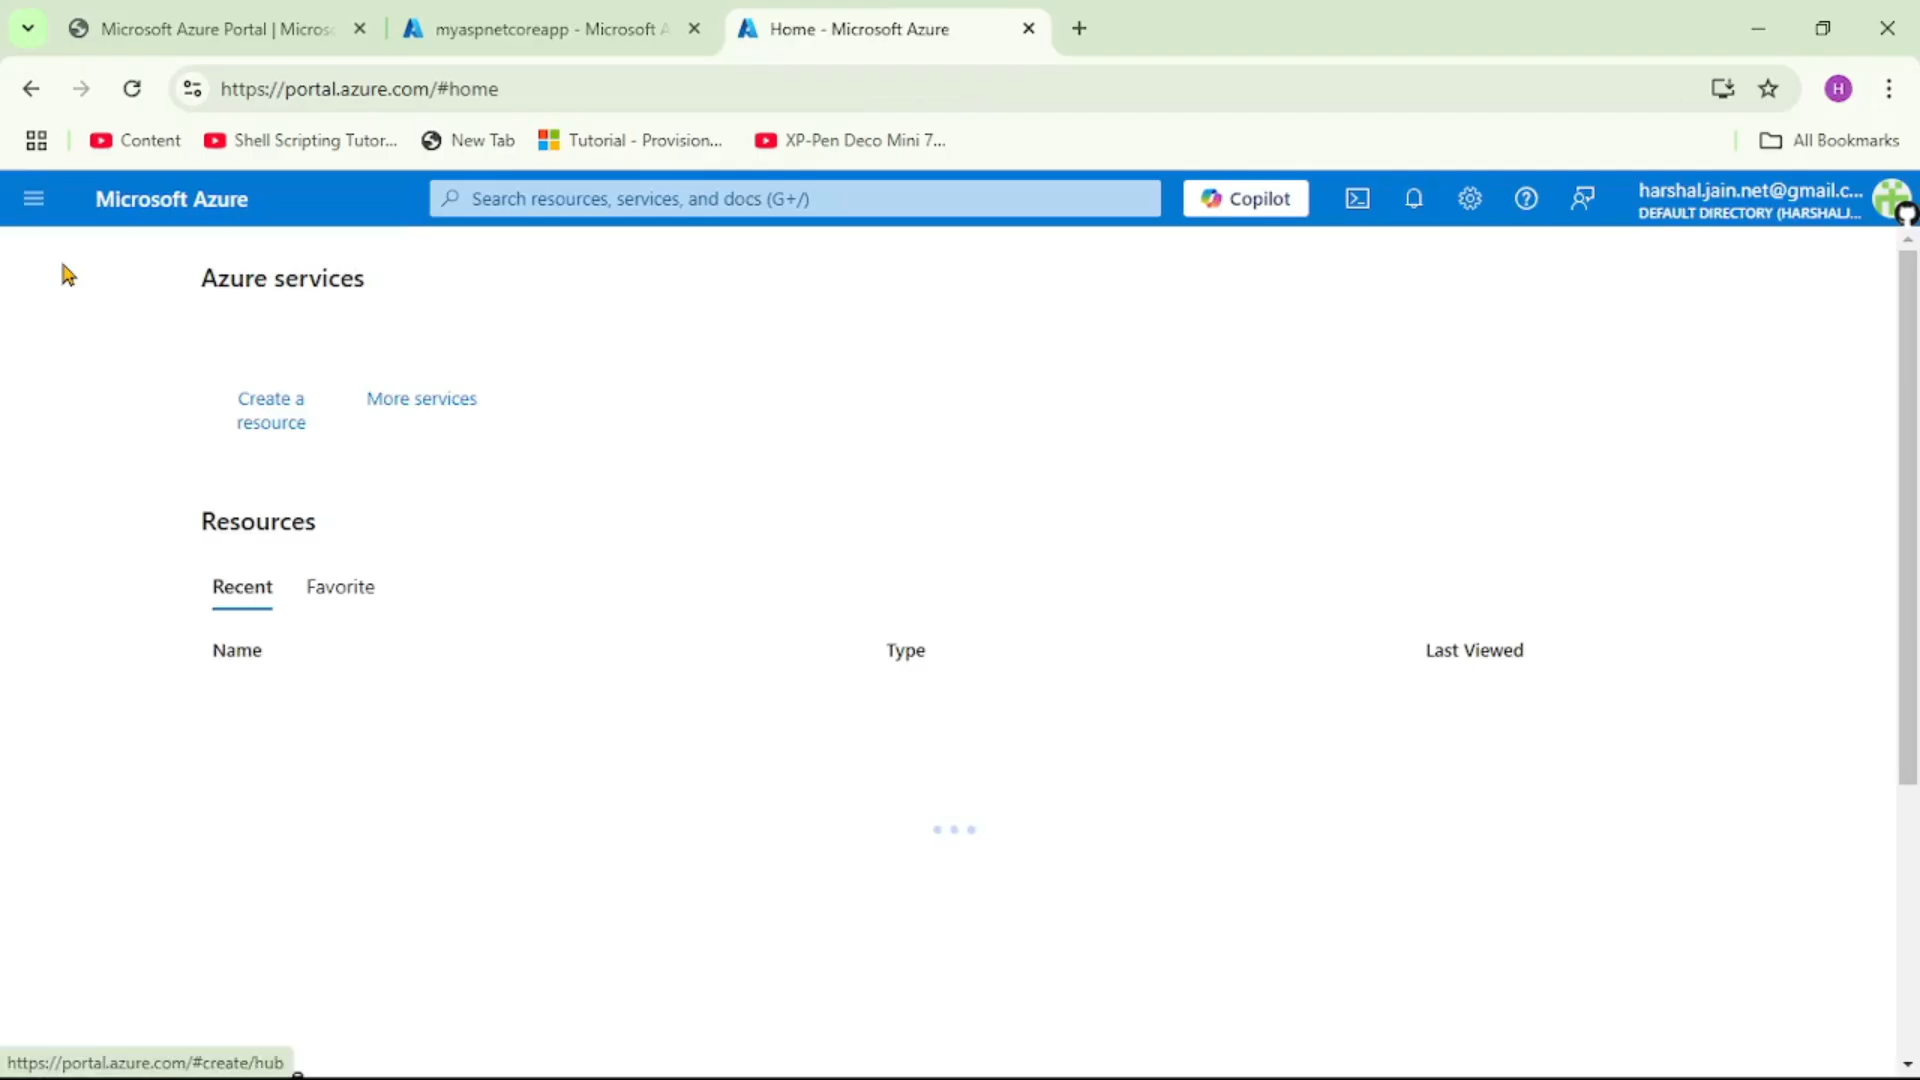 Microsoft Azure Portal | Micros
myaspnetcoreapp - Microsoft A
Home - Microsoft Azure
https://portal.azure.com/#home
H
Content
Shell Scripting Tutor...
New Tab
Tutorial - Provision...
XP-Pen Deco Mini 7...
All Bookmarks
Microsoft Azure
Search resources, services, and docs (G+/)
Copilot
harshal.jain.net@gmail.c...
DEFAULT DIRECTORY (HARSHALJ...
Azure services
Create a
resource
More services
Resources
Recent
Favorite
Name
Type
Last Viewed
https://portal.azure.com/#create/hub